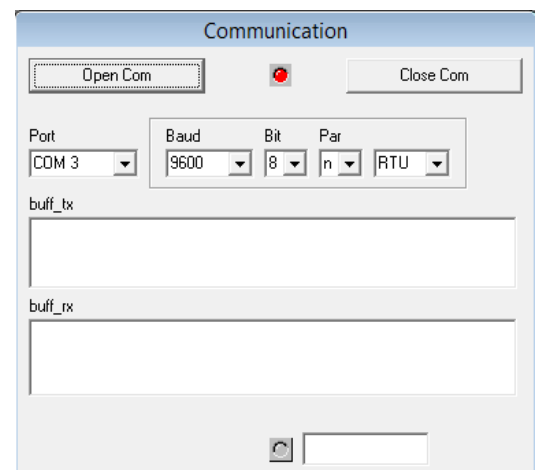 Communication
Open Com
Close Com
Port
Baud
Bit
Par
COM 3
9600
8
n
RTU
buff_tx
buff_rx